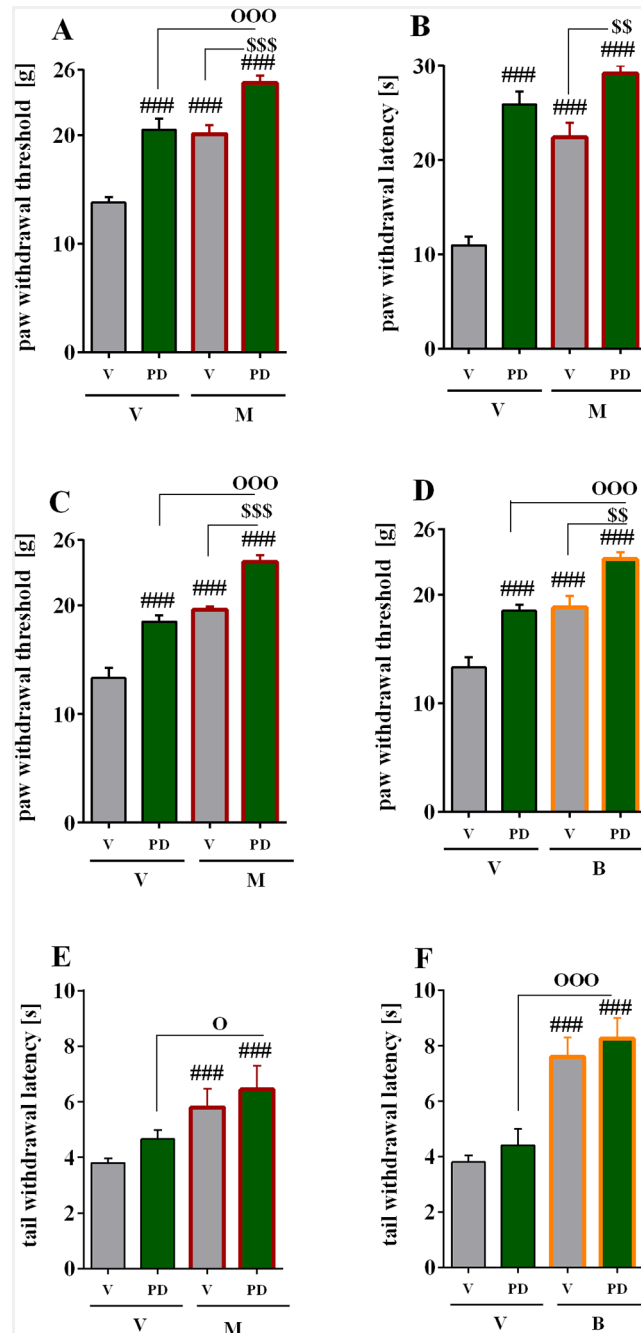 A
OOO
$$$
###
###
###
paw withdrawal threshold [g]
26
20
10
0
V
PD
V
PD
V
M
B
$$
###
###
###
paw withdrawal latency [s]
30
20
10
0
V
PD
V
PD
V
M
C
OOO
$$$
###
###
###
paw withdrawal threshold [g]
26
20
10
0
V
PD
V
PD
V
M
D
OOO
$$
###
###
###
paw withdrawal threshold [g]
26
20
10
0
V
PD
V
PD
V
B
E
O
###
###
tail withdrawal latency [s]
10
8
6
4
2
0
V
PD
V
PD
V
M
F
OOO
###
###
tail withdrawal latency [s]
10
8
6
4
2
0
V
PD
V
PD
V
B